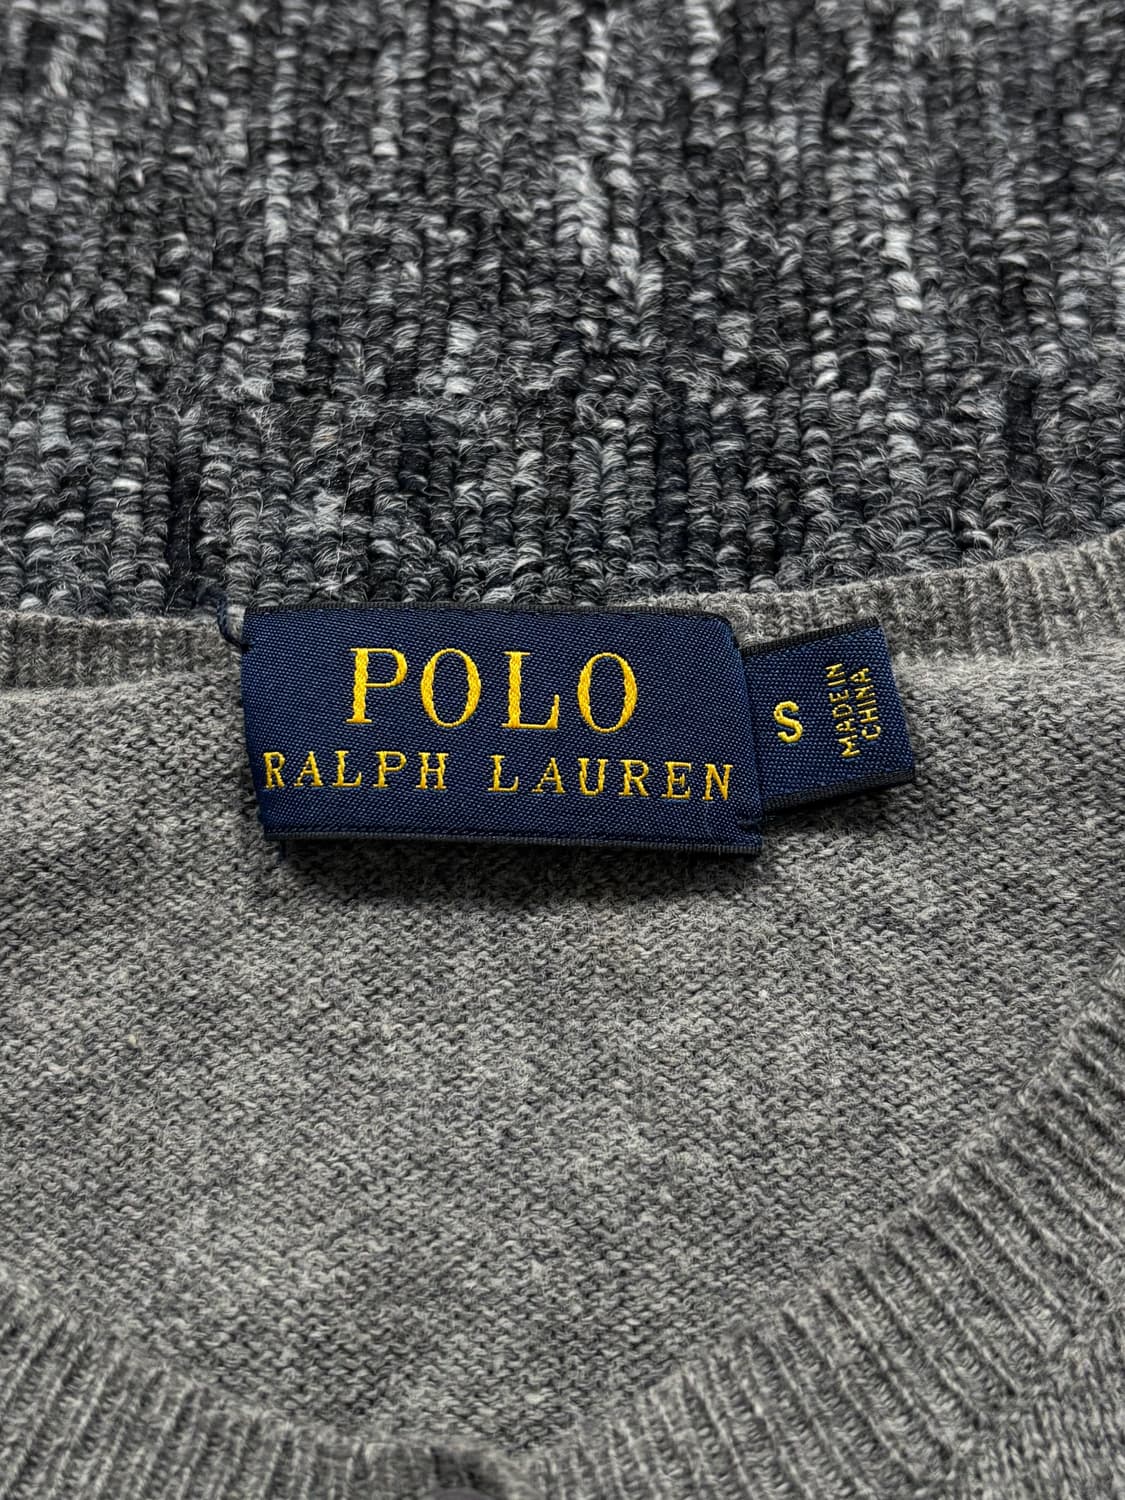 POLO
RALPH LAUREN
S
MADE IN
CHINA